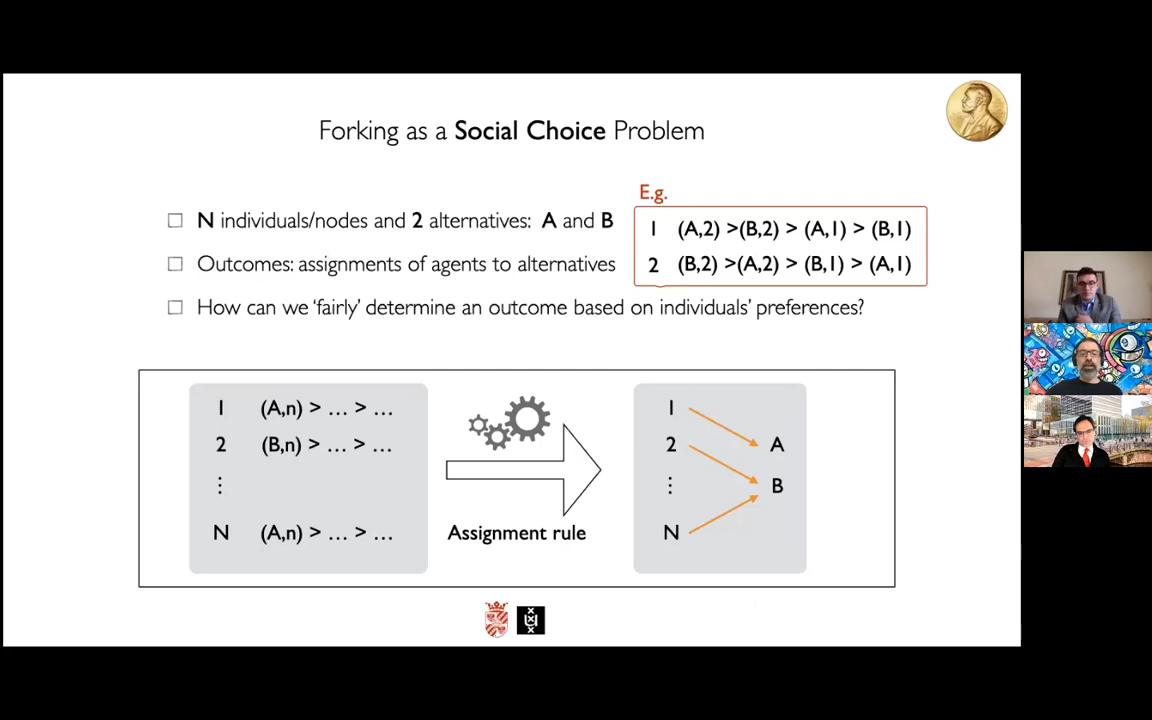 Forking as a Social Choice Problem
E.g.
N individuals/nodes and 2 alternatives: A and B
1 (A,2) >(B,2) > (A,1) > (B,1)
Outcomes: assignments of agents to alternatives
2 (B,2) >(A,2) > (B,1) > (A,1)
How can we ‘fairly’ determine an outcome based on individuals’ preferences?
1 (A,n) > … > …
2 (B,n) > … > …
⋮
N (A,n) > … > …
Assignment rule
1
2
⋮
N
A
B